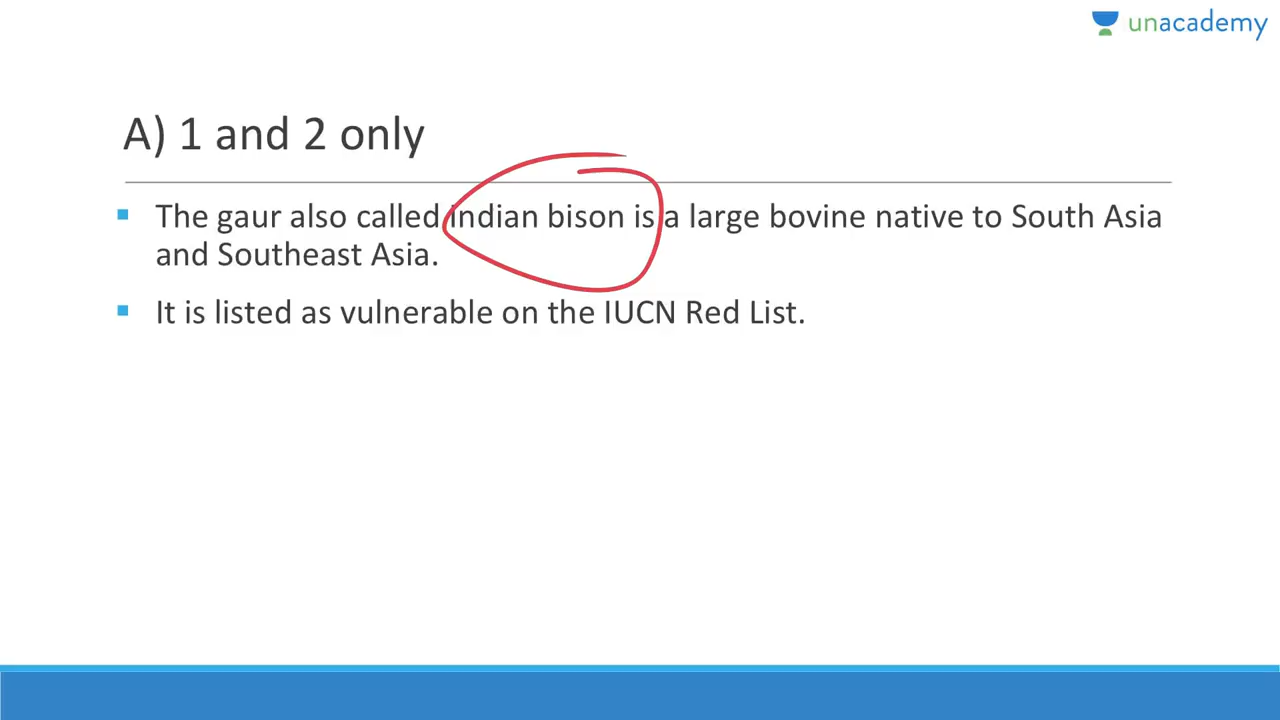 unacademy
A) 1 and 2 only
The gaur also called Indian bison is a large bovine native to South Asia
and Southeast Asia.
It is listed as vulnerable on the IUCN Red List.